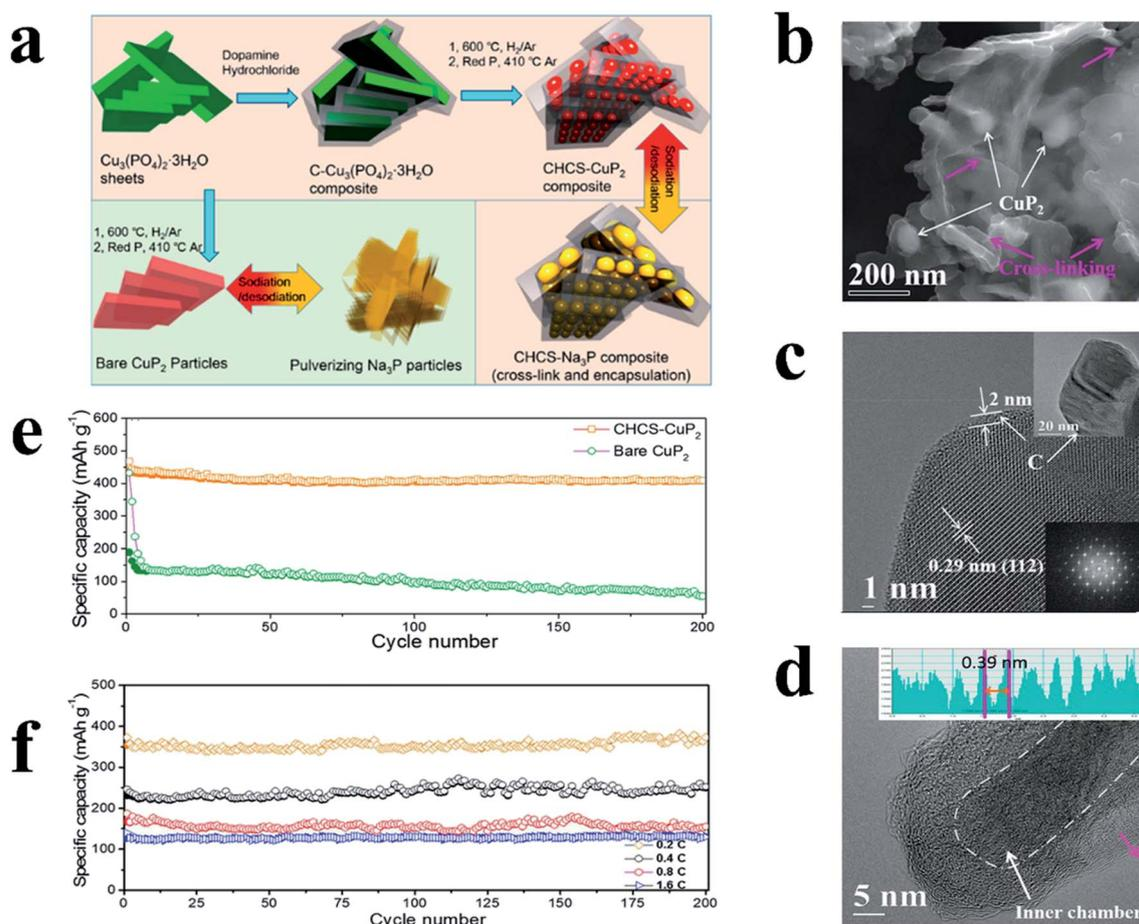 a
Dopamine
Hydrochloride
1, 600 °C, H₂/Ar
2, Red P, 410 °C Ar
Cu₃(PO₄)₂·3H₂O
sheets
C-Cu₃(PO₄)₂·3H₂O
composite
CHCS-CuP₂
composite
Sodiation
/desodiation
1, 600 °C, H₂/Ar
2, Red P, 410 °C Ar
Sodiation
/desodiation
Bare CuP₂ Particles
Pulverizing Na₃P particles
CHCS-Na₃P composite
(cross-link and encapsulation)
b
CuP₂
Cross-linking
200 nm
c
2 nm
20 nm
C
0.29 nm (112)
1 nm
d
0.39 nm
5 nm
Inner chamber
e
Specific capacity (mAh g⁻¹)
600
500
400
300
200
100
0
CHCS-CuP₂
Bare CuP₂
0
50
75
100
125
150
175
200
Cycle number
f
Specific capacity (mAh g⁻¹)
500
400
300
200
100
0
0.2 C
0.4 C
0.8 C
1.6 C
0
25
50
75
100
125
150
175
200
Cycle number